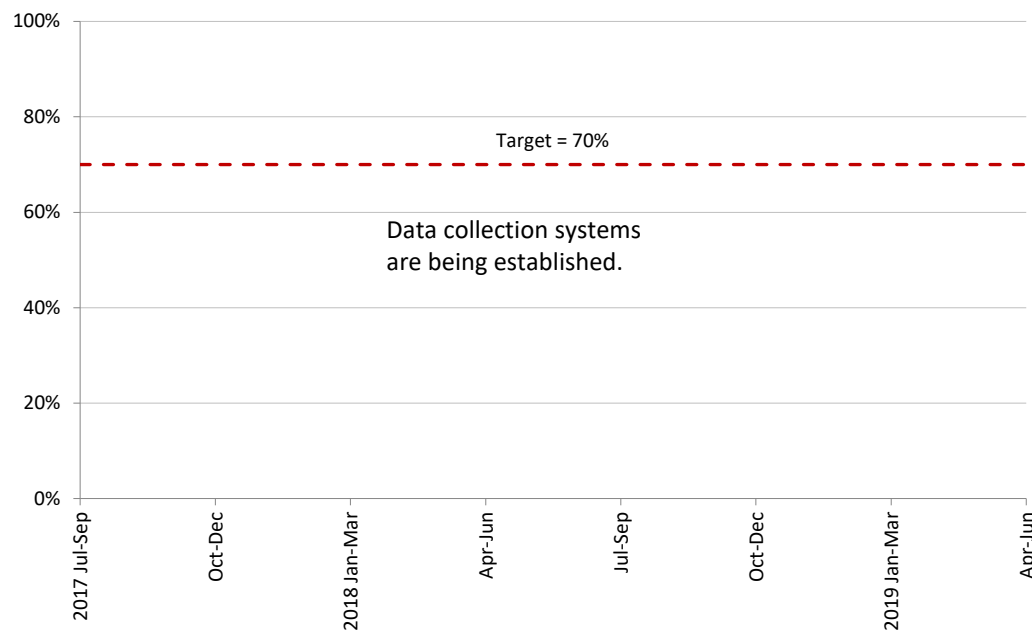 100%
80%
Target = 70%
60%
Data collection systems
are being established.
40%
20%
0%
2017 Jul-Sep
Oct-Dec
2018 Jan-Mar
Apr-Jun
Jul-Sep
Oct-Dec
2019 Jan-Mar
Apr-Jun